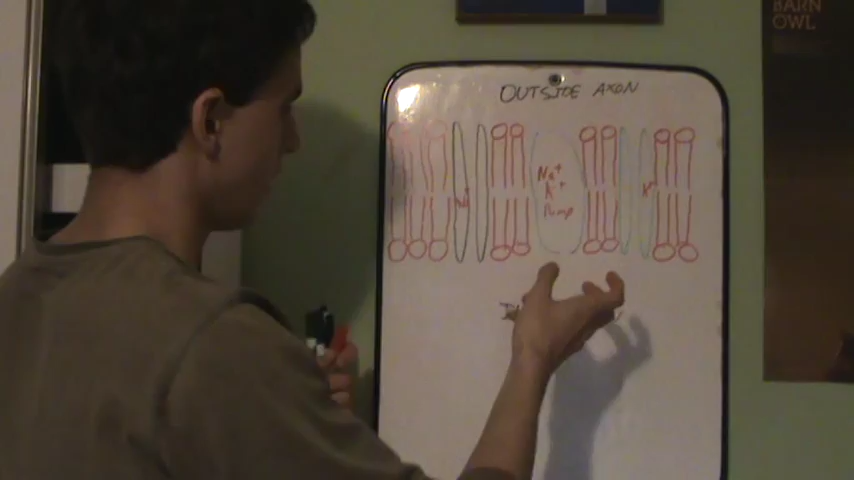 BARN
OWL
OUTSIDE AXON
Na+
K+
Pump
K+